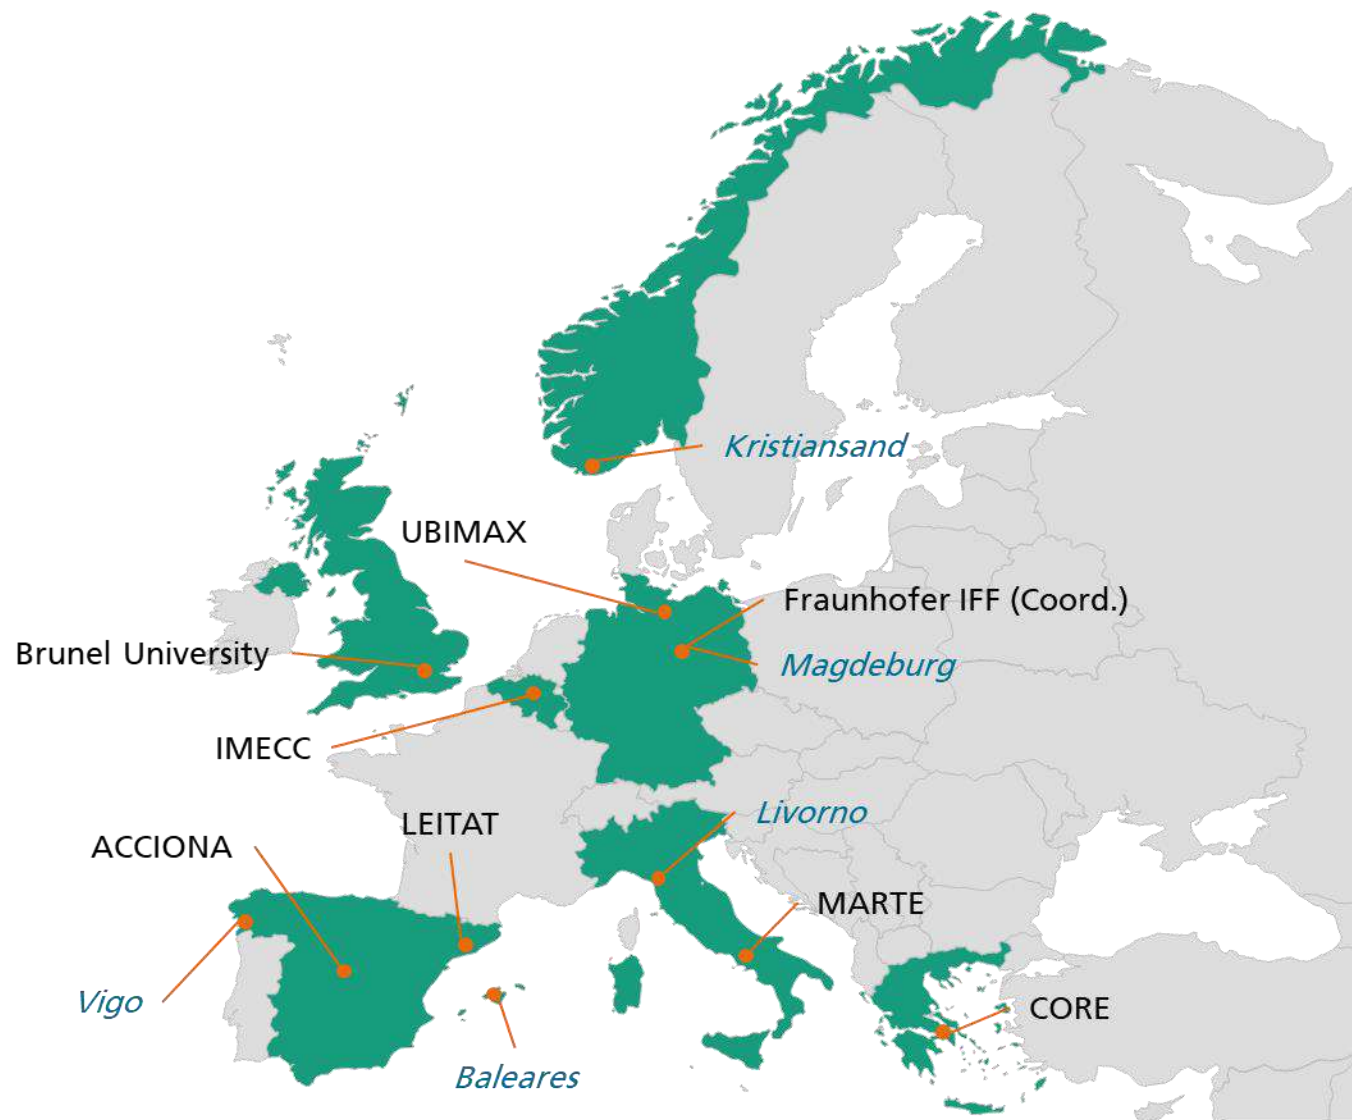 Kristiansand
UBIMAX
Fraunhofer IFF (Coord.)
Brunel University
Magdeburg
IMECC
Livorno
LEITAT
ACCIONA
MARTE
Vigo
CORE
Baleares